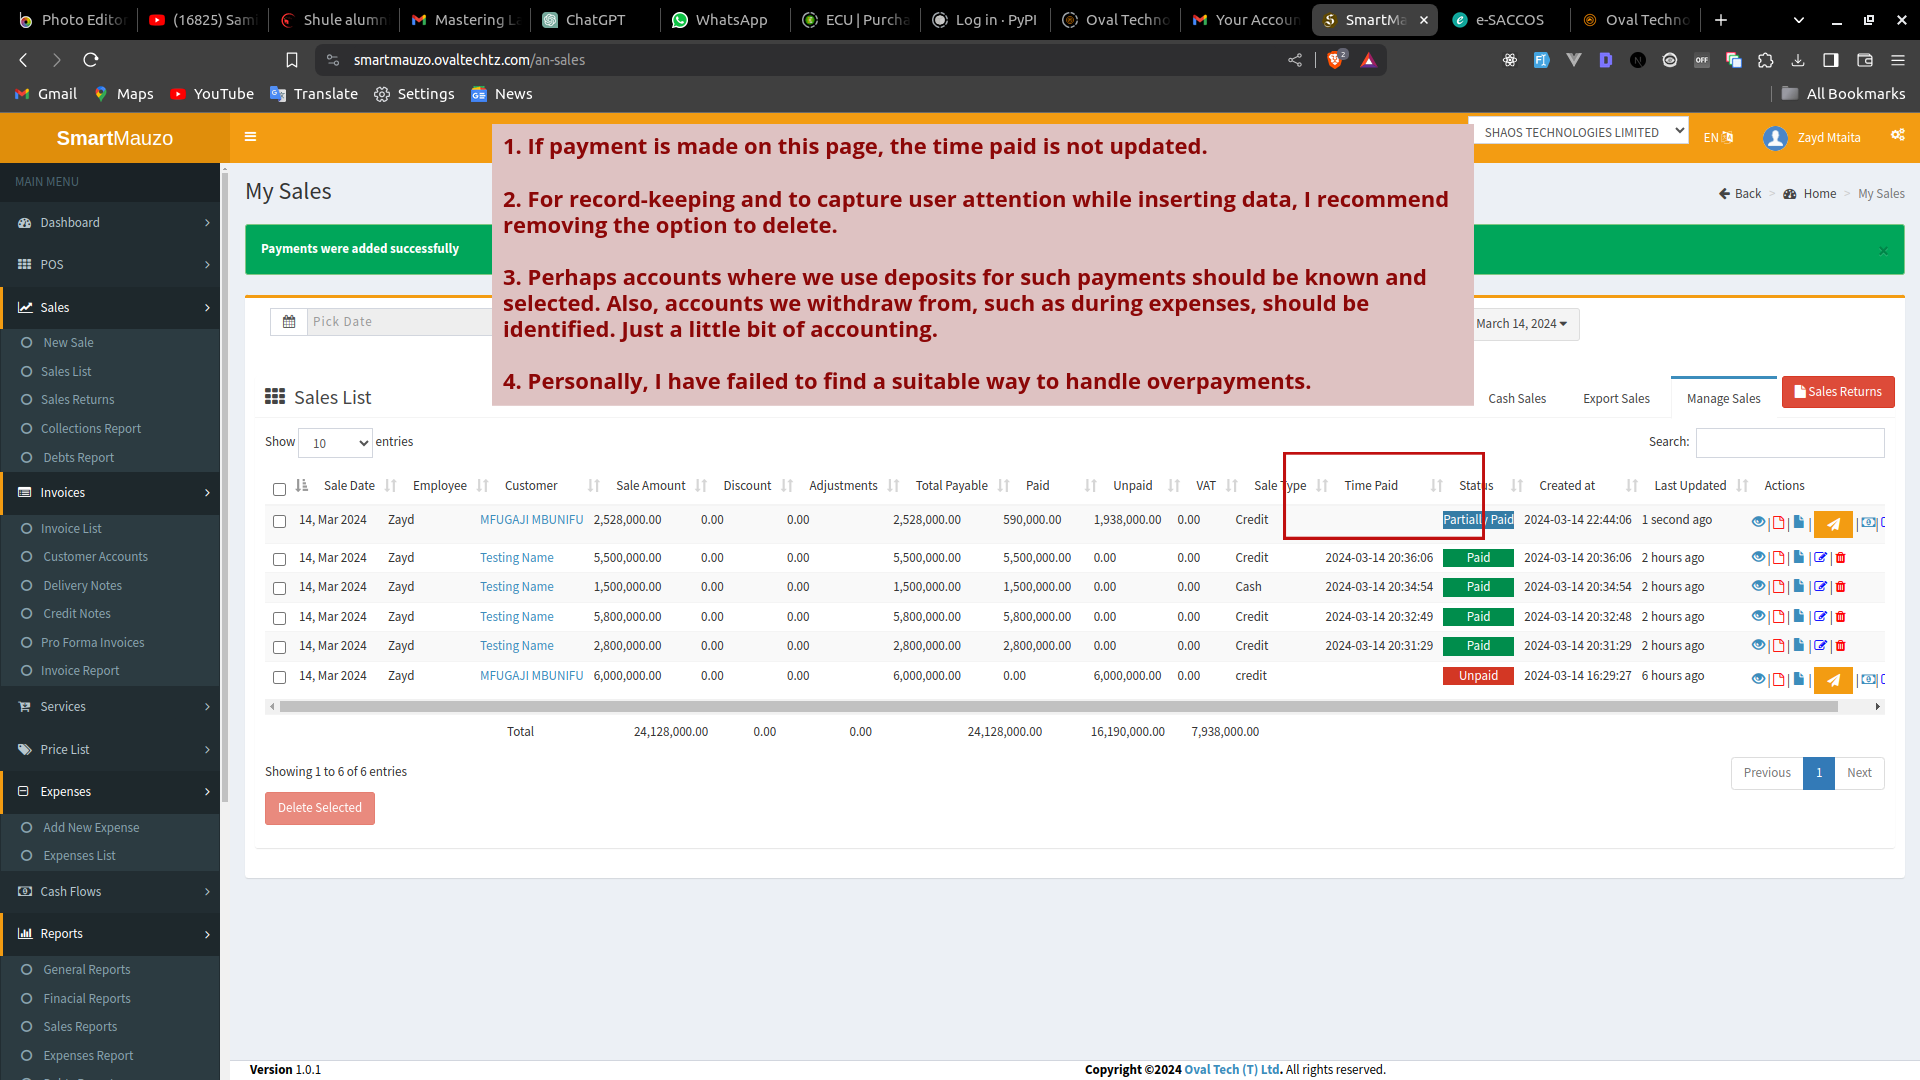 Photo Editor
(16825) Sami
Shule alumn
Mastering La
ChatGPT
WhatsApp
ECU | Purcha
Log in · PyPI
Oval Techno
Your Accoun
SmartMa
e-SACCOS
Oval Techno
smartmauzo.ovaltechtz.com/an-sales
2
OFF
Gmail
Maps
YouTube
Translate
Settings
News
All Bookmarks
SmartMauzo
SHAOS TECHNOLOGIES LIMITED
EN
Zayd Mtaita
1. If payment is made on this page, the time paid is not updated.
2. For record-keeping and to capture user attention while inserting data, I recommend
removing the option to delete.
3. Perhaps accounts where we use deposits for such payments should be known and
selected. Also, accounts we withdraw from, such as during expenses, should be
identified. Just a little bit of accounting.
4. Personally, I have failed to find a suitable way to handle overpayments.
MAIN MENU
Dashboard
POS
Sales
New Sale
Sales List
Sales Returns
Collections Report
Debts Report
Invoices
Invoice List
Customer Accounts
Delivery Notes
Credit Notes
Pro Forma Invoices
Invoice Report
Services
Price List
Expenses
Add New Expense
Expenses List
Cash Flows
Reports
General Reports
Finacial Reports
Sales Reports
Expenses Report
My Sales
Back > Home > My Sales
Payments were added successfully
×
Pick Date
March 14, 2024
Sales List
Cash Sales
Export Sales
Manage Sales
Sales Returns
Show 10 entries
Search:
Sale Date Employee Customer Sale Amount Discount Adjustments Total Payable Paid Unpaid VAT Sale Type Time Paid Status Created at Last Updated Actions
14, Mar 2024 Zayd MFUGAJI MBUNIFU 2,528,000.00 0.00 0.00 2,528,000.00 590,000.00 1,938,000.00 0.00 Credit Partially Paid 2024-03-14 22:44:06 1 second ago
14, Mar 2024 Zayd Testing Name 5,500,000.00 0.00 0.00 5,500,000.00 5,500,000.00 0.00 0.00 Credit 2024-03-14 20:36:06 Paid 2024-03-14 20:36:06 2 hours ago
14, Mar 2024 Zayd Testing Name 1,500,000.00 0.00 0.00 1,500,000.00 1,500,000.00 0.00 0.00 Cash 2024-03-14 20:34:54 Paid 2024-03-14 20:34:54 2 hours ago
14, Mar 2024 Zayd Testing Name 5,800,000.00 0.00 0.00 5,800,000.00 5,800,000.00 0.00 0.00 Credit 2024-03-14 20:32:49 Paid 2024-03-14 20:32:48 2 hours ago
14, Mar 2024 Zayd Testing Name 2,800,000.00 0.00 0.00 2,800,000.00 2,800,000.00 0.00 0.00 Credit 2024-03-14 20:31:29 Paid 2024-03-14 20:31:29 2 hours ago
14, Mar 2024 Zayd MFUGAJI MBUNIFU 6,000,000.00 0.00 0.00 6,000,000.00 0.00 6,000,000.00 0.00 credit Unpaid 2024-03-14 16:29:27 6 hours ago
Total 24,128,000.00 0.00 0.00 24,128,000.00 16,190,000.00 7,938,000.00
Showing 1 to 6 of 6 entries
Previous 1 Next
Delete Selected
Version 1.0.1
Copyright ©2024 Oval Tech (T) Ltd. All rights reserved.